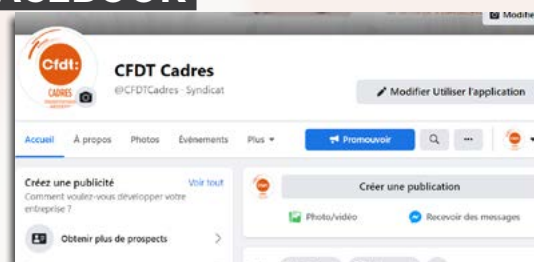 FACEBOOK
Modifie
Cfdt:
CADRES
CFDT Cadres
@CFDTCadres · Syndicat
Modifier Utiliser l'application
Accueil À propos Photos Événements Plus
Promouvoir
Créez une publicité Voir tout
Comment voulez-vous développer votre
entreprise ?
Obtenir plus de prospects
Créer une publication
Photo/vidéo Recevoir des messages